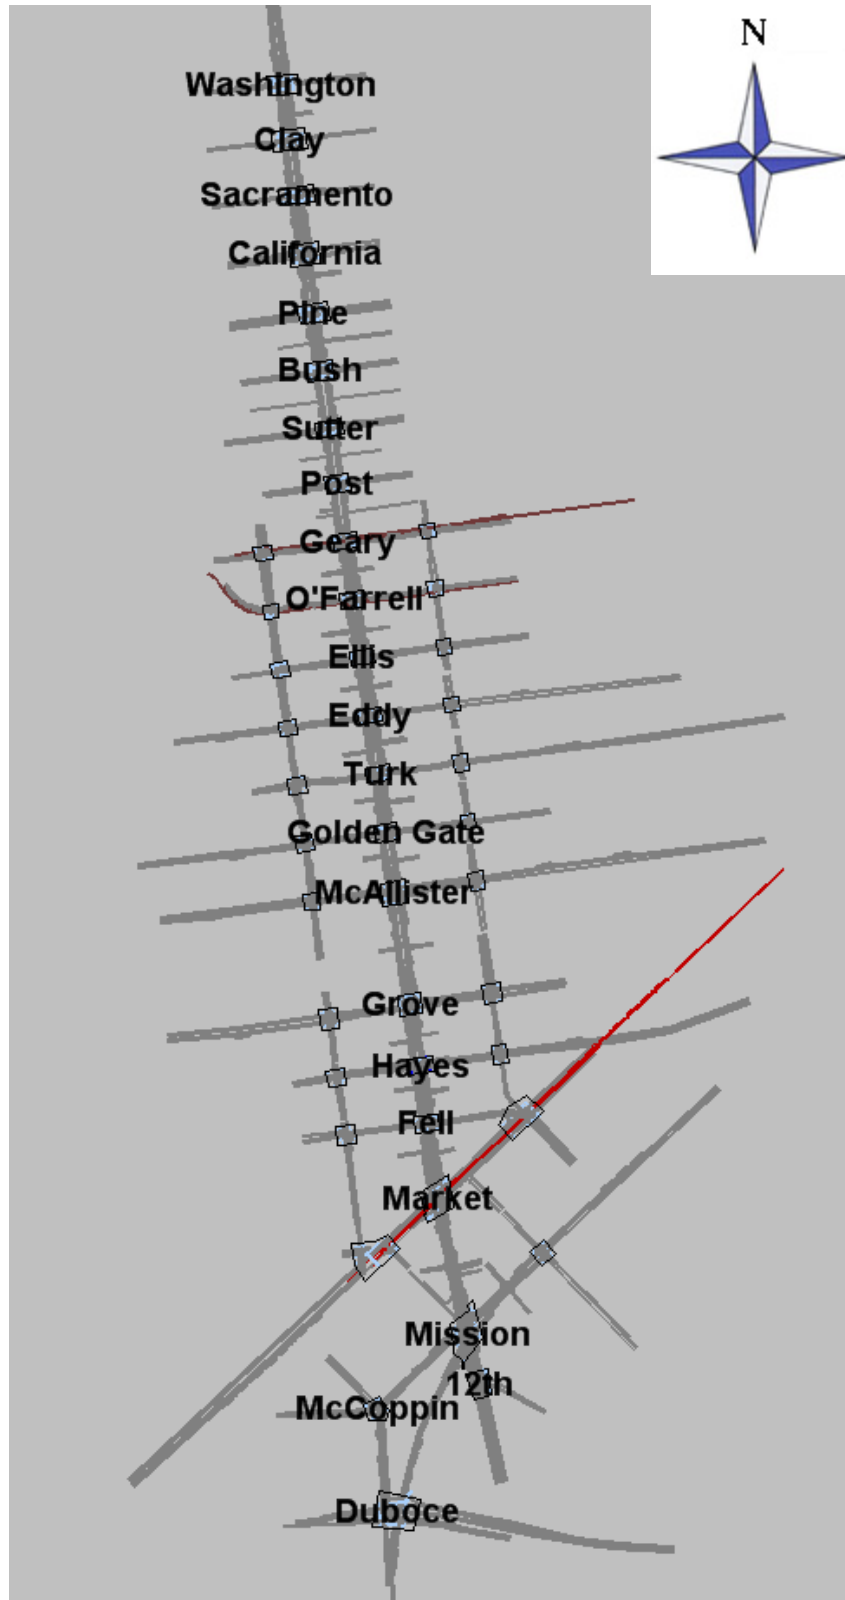 N
Washington
Clay
Sacramento
California
Pine
Bush
Sutter
Post
Geary
O'Farrell
Ellis
Eddy
Turk
Golden Gate
McAllister
Grove
Hayes
Fell
Market
Mission
12th
McCoppin
Duboce